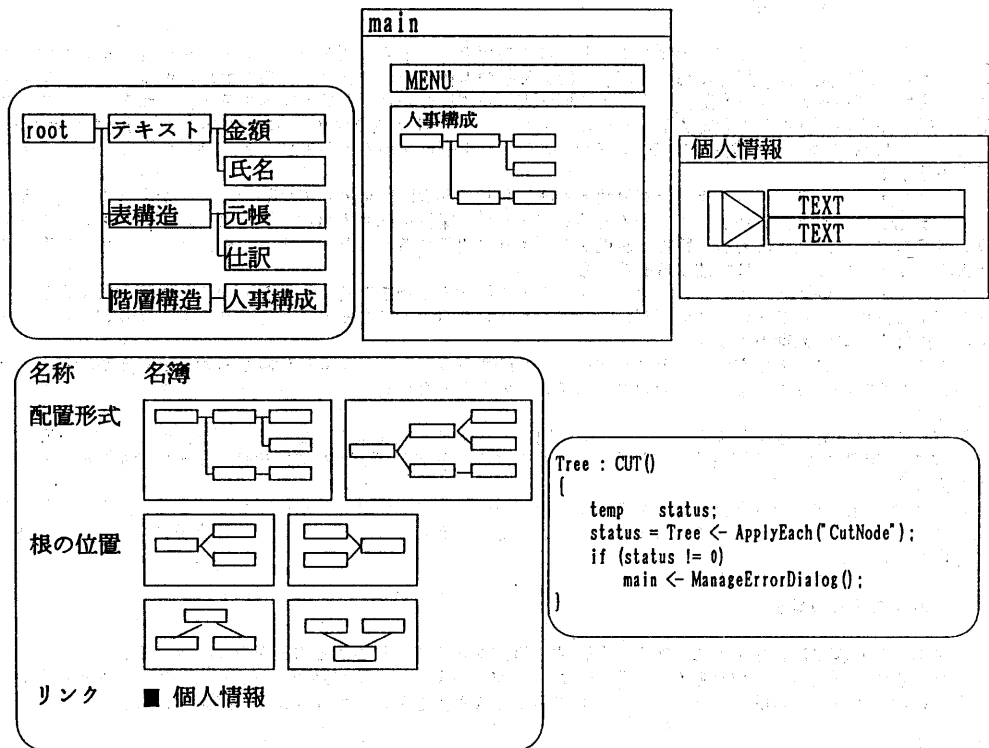 root
テキスト
金額
氏名
表構造
元帳
仕訳
階層構造
人事構成
main
MENU
人事構成
個人情報
TEXT
TEXT
名称 名簿
配置形式
根の位置
リンク ■ 個人情報
Tree : CUT()
{
temp status;
status = Tree <- ApplyEach("CutNode");
if (status != 0)
main <- ManageErrorDialog();
}